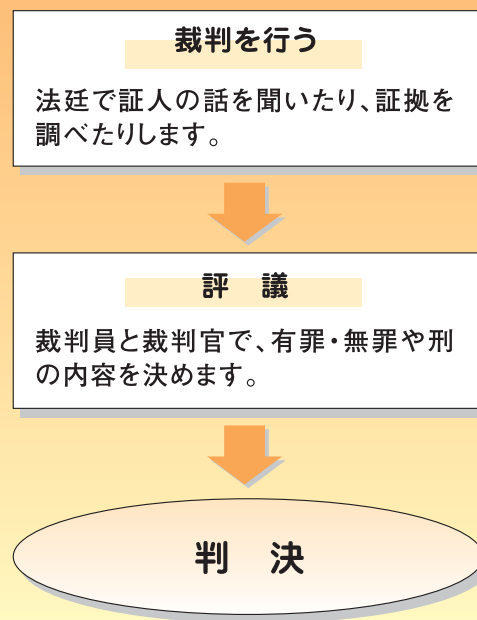 裁判を行う
法廷で証人の話を聞いたり、証拠を
調べたりします。
評　議
裁判員と裁判官で、有罪・無罪や刑
の内容を決めます。
判　決